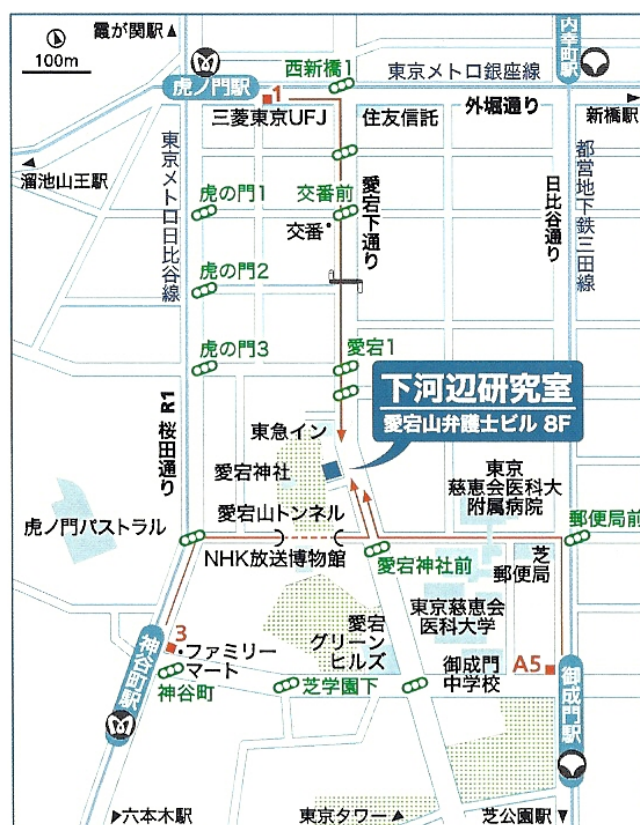 霞が関駅▲
100m
内幸町駅
西新橋1
東京メトロ銀座線
虎ノ門駅
1
外堀通り
三菱東京UFJ
住友信託
新橋駅
溜池山王駅
東京メトロ日比谷線
虎の門1
交番前
愛宕下通り
日比谷通り
都営地下鉄三田線
交番
虎の門2
虎の門3
愛宕1
下河辺研究室
愛宕山弁護士ビル 8F
桜田通り R1
東急イン
愛宕神社
東京
慈恵会医科大
附属病院
愛宕山トンネル
虎ノ門パストラル
郵便局前
NHK放送博物館
愛宕神社前
芝
郵便局
東京慈恵会
医科大学
愛宕
グリーン
ヒルズ
3
ファミリー
マート
神谷町駅
神谷町
芝学園下
御成門
中学校
A5
御成門駅
▶六本木駅
東京タワー▲
芝公園駅▼